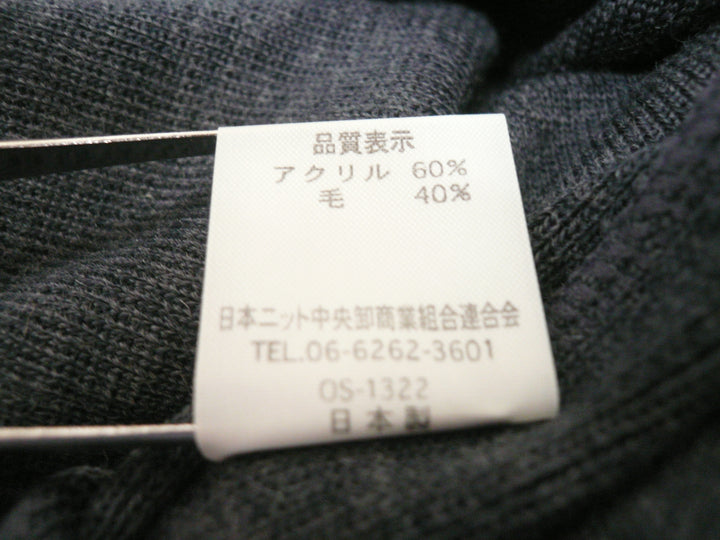 品質表示
アクリル 60%
毛 40%
日本ニット中央卸商業組合連合会
TEL.06-6262-3601
OS-1322
日本製